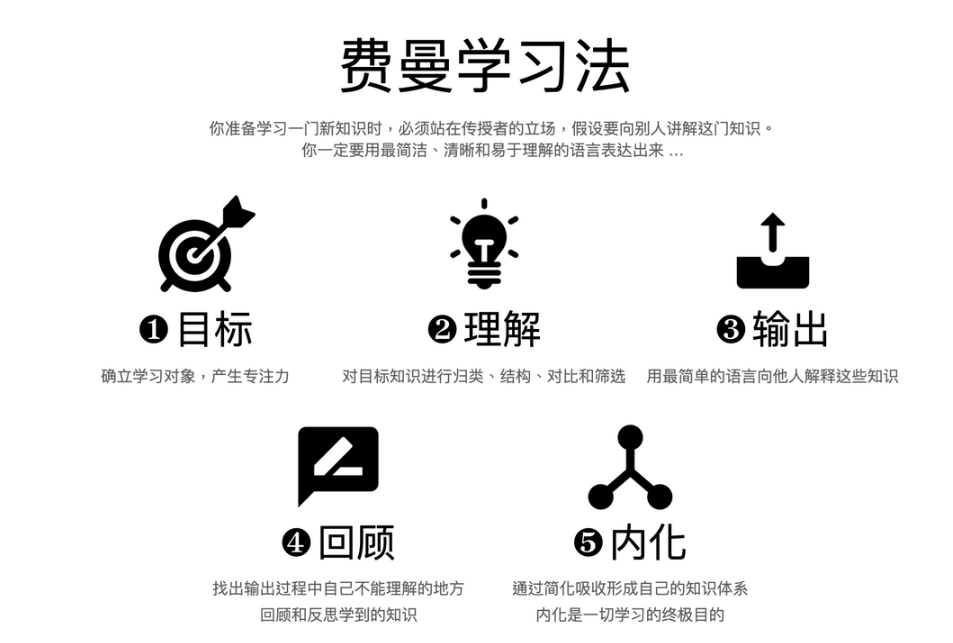 费曼学习法
你准备学习一门新知识时，必须站在传授者的立场，假设要向别人讲解这门知识。
你一定要用最简洁、清晰和易于理解的语言表达出来 …
❶ 目标
确立学习对象，产生专注力
❷ 理解
对目标知识进行归类、结构、对比和筛选
❸ 输出
用最简单的语言向他人解释这些知识
❹ 回顾
找出输出过程中自己不能理解的地方
回顾和反思学到的知识
❺ 内化
通过简化吸收形成自己的知识体系
内化是一切学习的终极目的